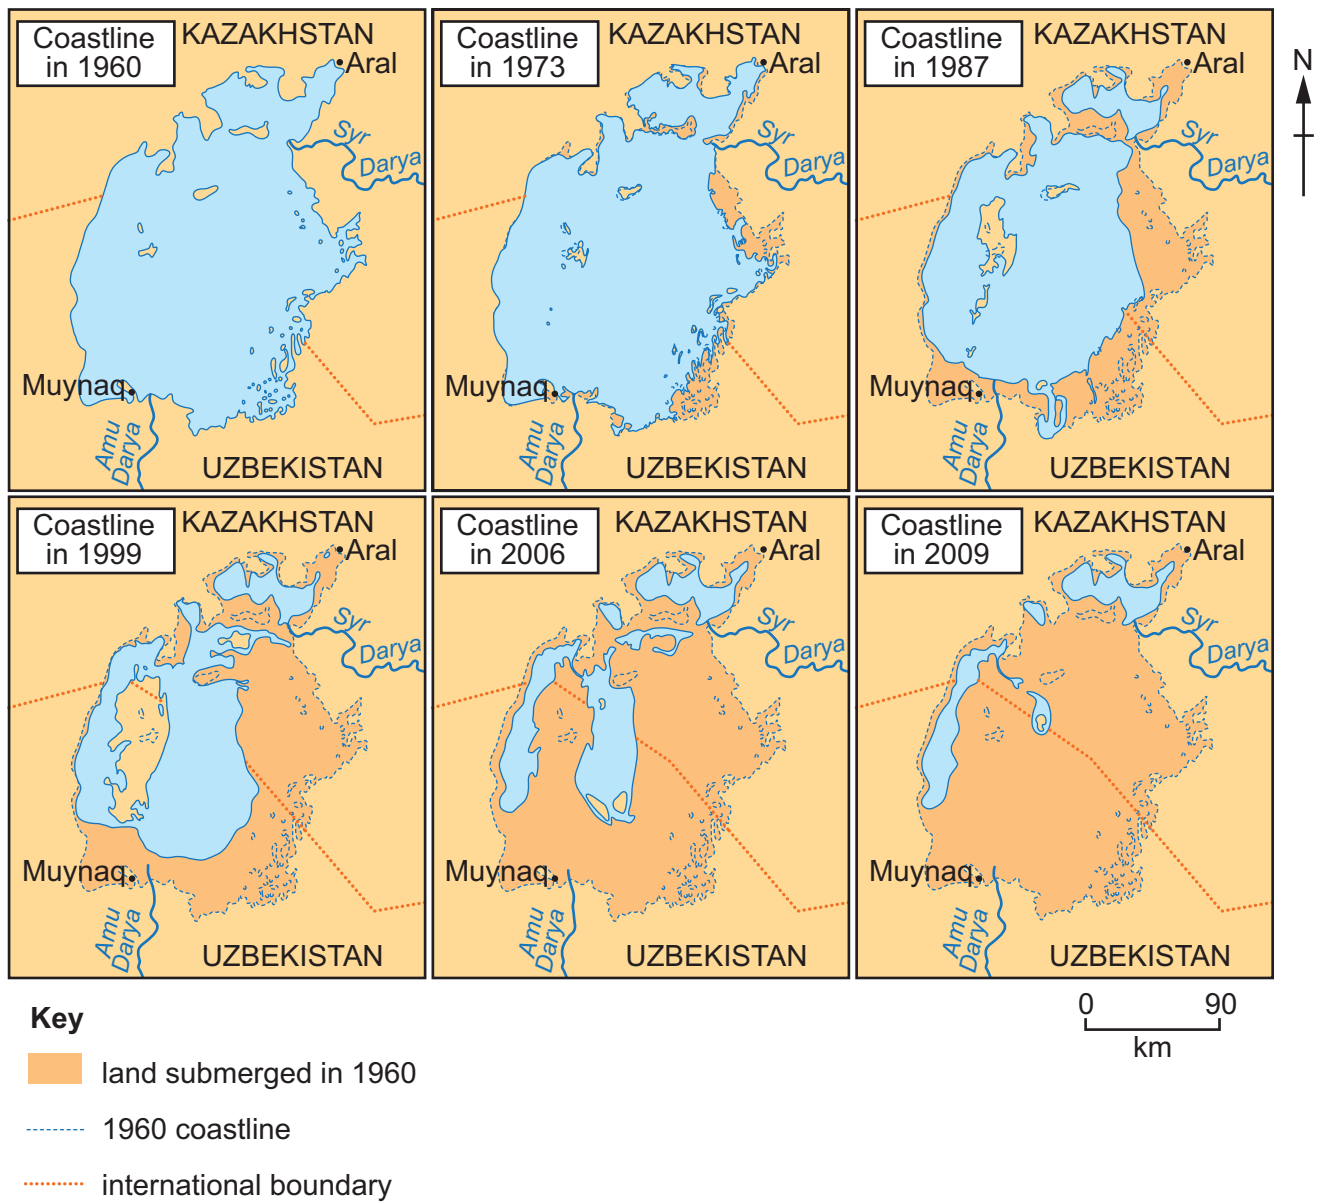 Coastline
in 1960
KAZAKHSTAN
Aral
Syr
Darya
Muynaq
Amu
Darya
UZBEKISTAN
Coastline
in 1973
KAZAKHSTAN
Aral
Syr
Darya
Muynaq
Amu
Darya
UZBEKISTAN
Coastline
in 1987
KAZAKHSTAN
Aral
Syr
Darya
Muynaq
Amu
Darya
UZBEKISTAN
N
Coastline
in 1999
KAZAKHSTAN
Aral
Syr
Darya
Muynaq
Amu
Darya
UZBEKISTAN
Coastline
in 2006
KAZAKHSTAN
Aral
Syr
Darya
Muynaq
Amu
Darya
UZBEKISTAN
Coastline
in 2009
KAZAKHSTAN
Aral
Syr
Darya
Muynaq
Amu
Darya
UZBEKISTAN
0 90
km
Key
land submerged in 1960
1960 coastline
international boundary